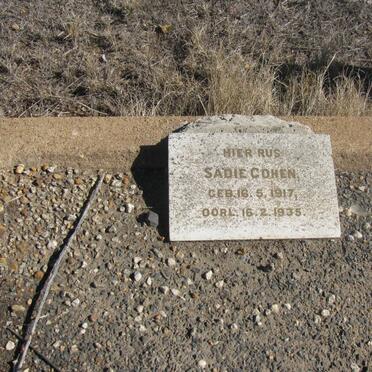 HIER RUS
SADIE COHEN,
GEB. 16. 5. 1917,
OORL. 16. 2. 1935.